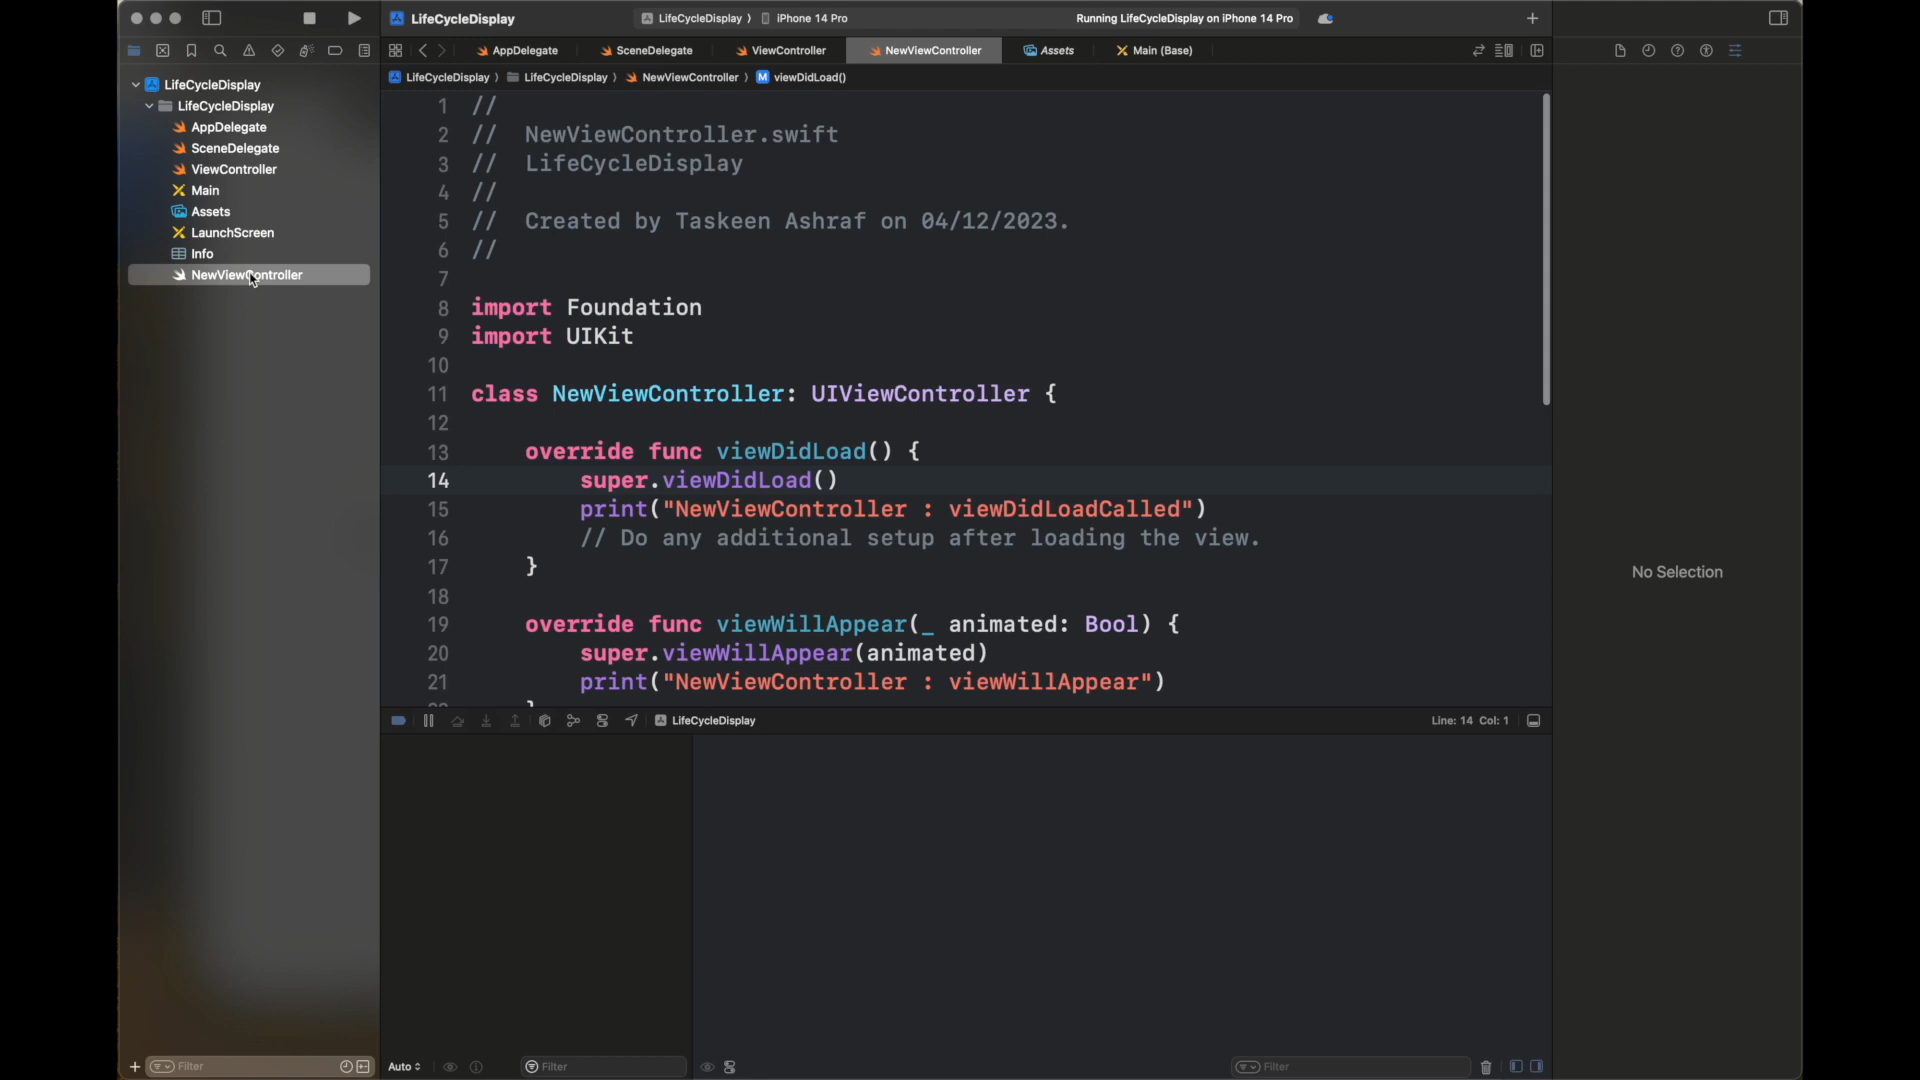 LifeCycleDisplay
LifeCycleDisplay
iPhone 14 Pro
Running LifeCycleDisplay on iPhone 14 Pro
AppDelegate
SceneDelegate
ViewController
NewViewController
Assets
Main (Base)
LifeCycleDisplay
LifeCycleDisplay
NewViewController
M viewDidLoad()
LifeCycleDisplay
LifeCycleDisplay
AppDelegate
SceneDelegate
ViewController
Main
Assets
LaunchScreen
Info
NewViewController
1 //
2 // NewViewController.swift
3 // LifeCycleDisplay
4 //
5 // Created by Taskeen Ashraf on 04/12/2023.
6 //
7
8 import Foundation
9 import UIKit
10
11 class NewViewController: UIViewController {
12
13 override func viewDidLoad() {
14 super.viewDidLoad()
15 print("NewViewController : viewDidLoadCalled")
16 // Do any additional setup after loading the view.
17 }
18
19 override func viewWillAppear(_ animated: Bool) {
20 super.viewWillAppear(animated)
21 print("NewViewController : viewWillAppear")
LifeCycleDisplay
Line: 14 Col: 1
No Selection
Filter
Auto
Filter
Filter